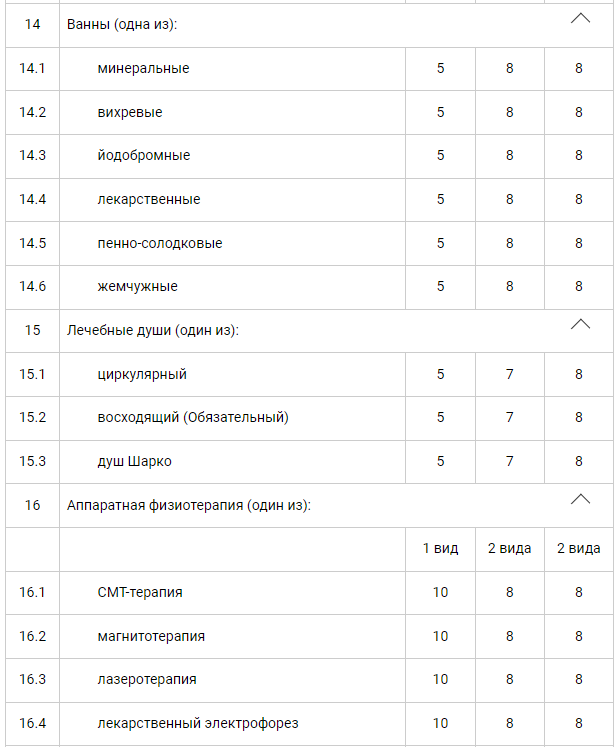 14 Ванны (одна из):
14.1 минеральные 5 8 8
14.2 вихревые 5 8 8
14.3 йодобромные 5 8 8
14.4 лекарственные 5 8 8
14.5 пенно-солодковые 5 8 8
14.6 жемчужные 5 8 8
15 Лечебные души (один из):
15.1 циркулярный 5 7 8
15.2 восходящий (Обязательный) 5 7 8
15.3 душ Шарко 5 7 8
16 Аппаратная физиотерапия (один из):
1 вид 2 вида 2 вида
16.1 СМТ-терапия 10 8 8
16.2 магнитотерапия 10 8 8
16.3 лазеротерапия 10 8 8
16.4 лекарственный электрофорез 10 8 8